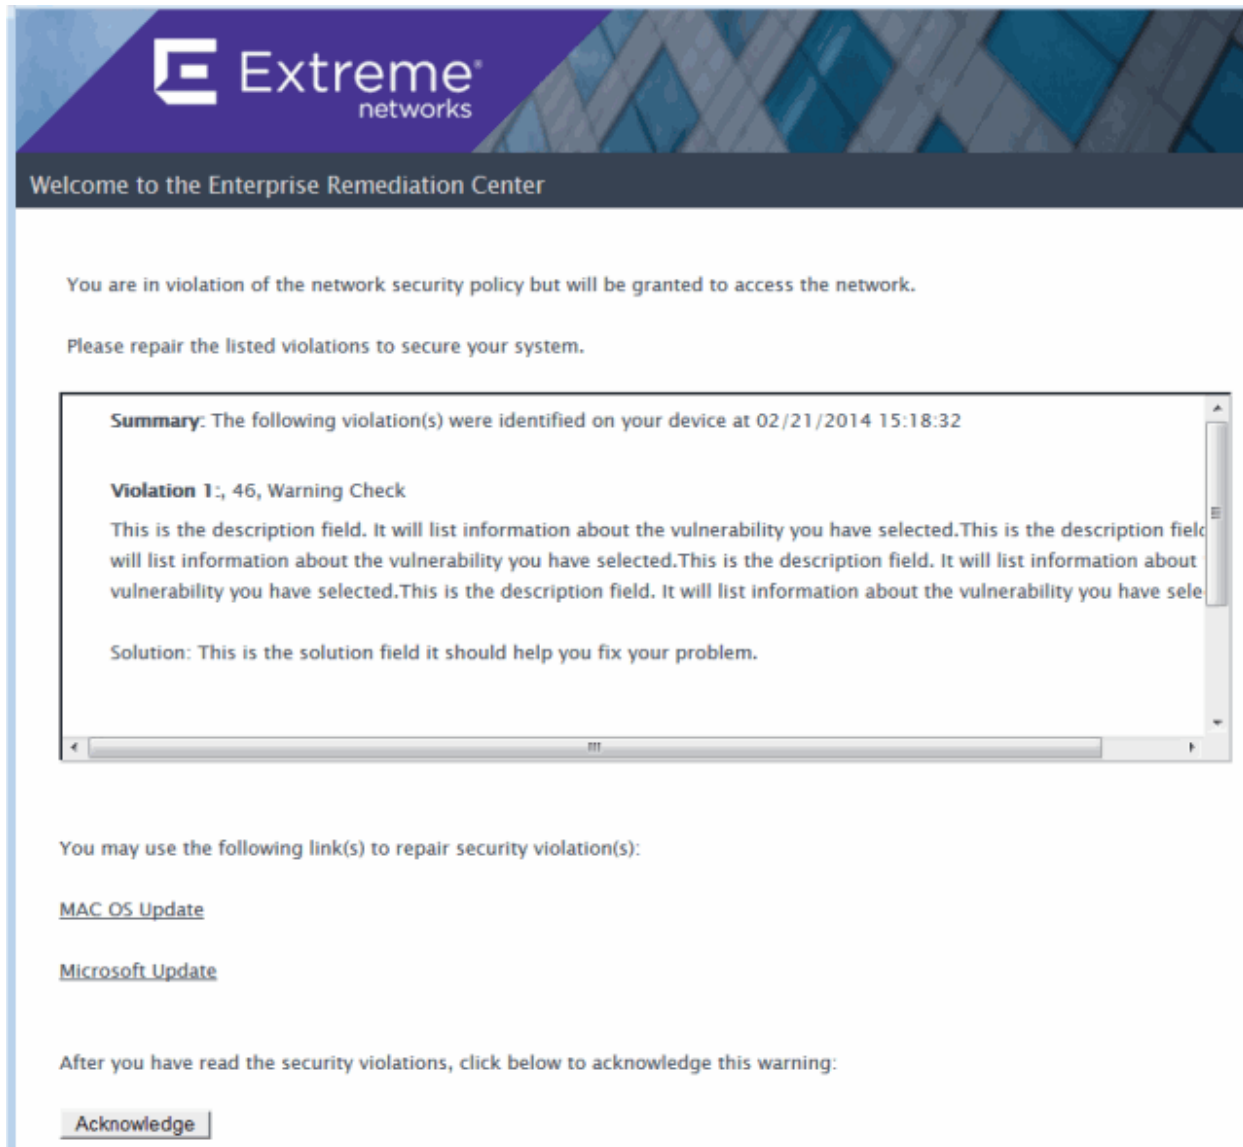 Extreme®
networks
Welcome to the Enterprise Remediation Center
You are in violation of the network security policy but will be granted to access the network.
Please repair the listed violations to secure your system.
Summary: The following violation(s) were identified on your device at 02/21/2014 15:18:32
Violation 1:, 46, Warning Check
This is the description field. It will list information about the vulnerability you have selected.This is the description field
will list information about the vulnerability you have selected.This is the description field. It will list information about
vulnerability you have selected.This is the description field. It will list information about the vulnerability you have sele
Solution: This is the solution field it should help you fix your problem.
You may use the following link(s) to repair security violation(s):
MAC OS Update
Microsoft Update
After you have read the security violations, click below to acknowledge this warning:
Acknowledge